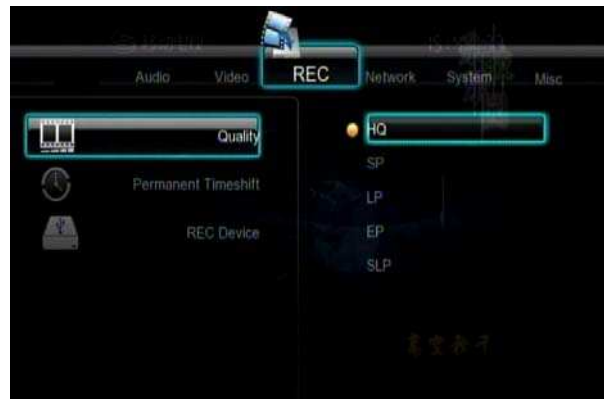 Audio Video REC Network System Misc
Quality
Permanent Timeshift
REC Device
HQ
SP
LP
EP
SLP